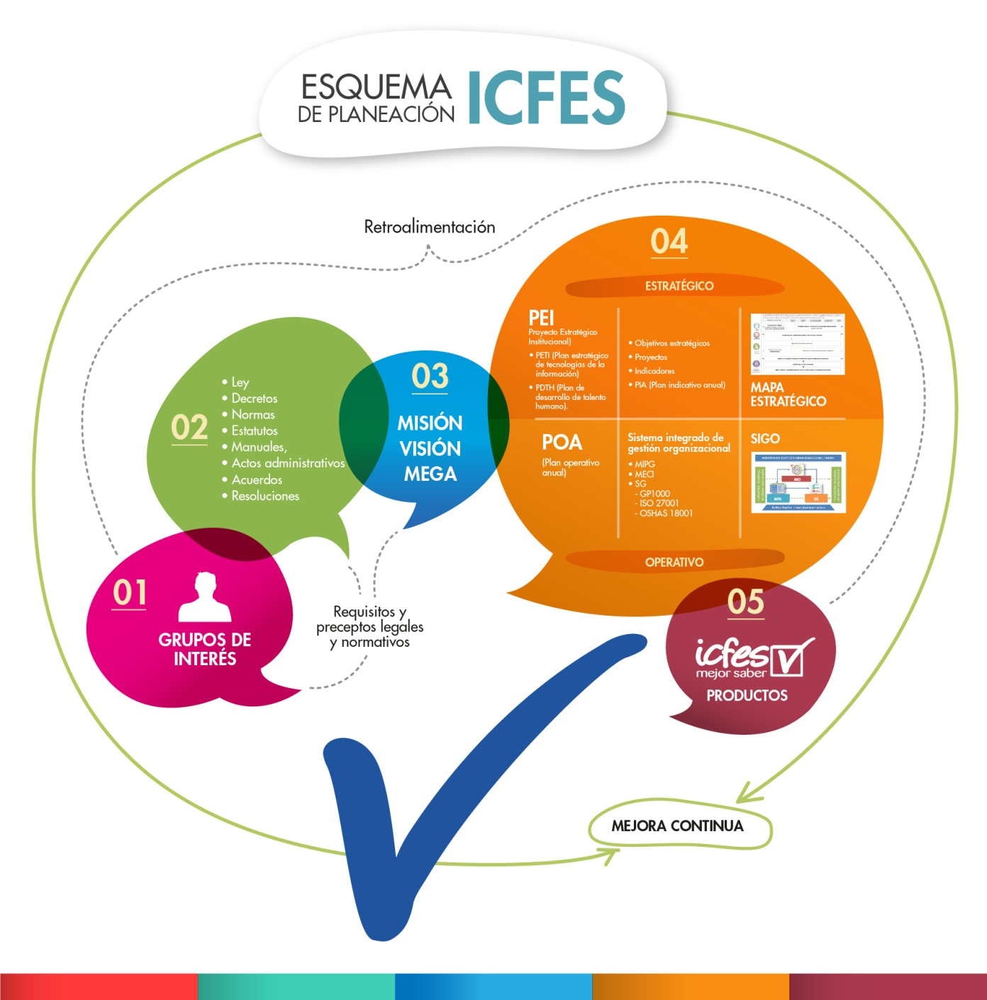 ESQUEMA
DE PLANEACIÓN
ICFES
Retroalimentación
04
ESTRATÉGICO
PEI
Proyecto Estratégico
Institucional)
• PETI (Plan estratégico
de tecnologías de la
información)
• PDTH (Plan de
desarrollo de talento
humano).
• Objetivos estratégicos
• Proyectos
• Indicadores
• PIA (Plan indicativo anual)
MAPA
ESTRATÉGICO
POA
(Plan operativo
anual)
Sistema integrado de
gestión organizacional
• MIPG
• MECI
• SG
- GP1000
- ISO 27001
- OSHAS 18001
SIGO
MECI
MIPG
SG
OPERATIVO
03
MISIÓN
VISIÓN
MEGA
02
• Ley
• Decretos
• Normas
• Estatutos
• Manuales,
• Actos administrativos
• Acuerdos
• Resoluciones
01
GRUPOS DE
INTERÉS
Requisitos y
preceptos legales
y normativos
05
icfes
mejor saber
PRODUCTOS
MEJORA CONTINUA